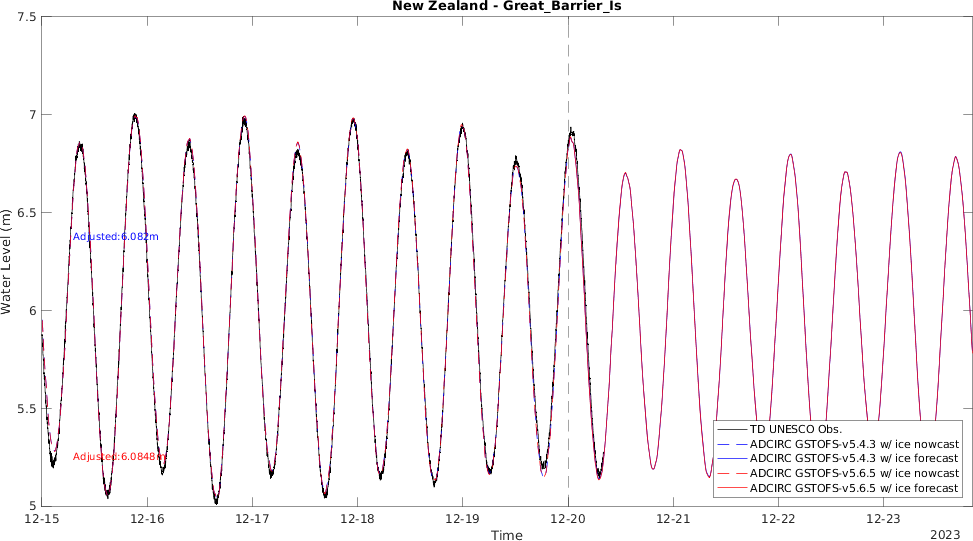 New Zealand - Great_Barrier_Is
7.5
7
6.5
6
5.5
5
Water Level (m)
Adjusted:6.082m
Adjusted:6.0848m
TD UNESCO Obs.
ADCIRC GSTOFS-v5.4.3 w/ ice nowcast
ADCIRC GSTOFS-v5.4.3 w/ ice forecast
ADCIRC GSTOFS-v5.6.5 w/ ice nowcast
ADCIRC GSTOFS-v5.6.5 w/ ice forecast
12-15 12-16 12-17 12-18 12-19 12-20 12-21 12-22 12-23
Time
2023